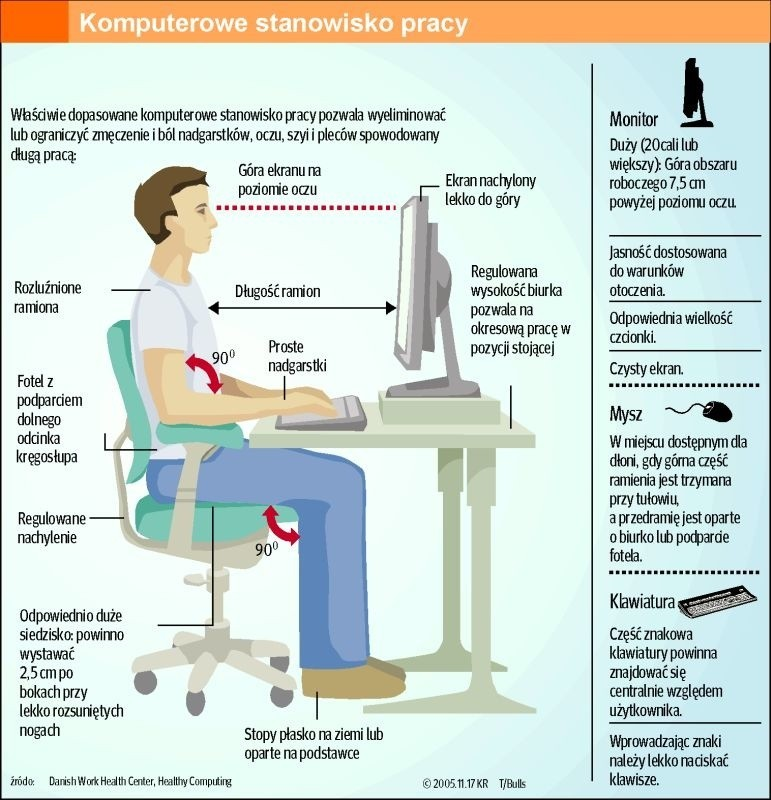 Komputerowe stanowisko pracy
Właściwie dopasowane komputerowe stanowisko pracy pozwala wyeliminować
lub ograniczyć zmęczenie i ból nadgarstków, oczu, szyi i pleców spowodowany
długą pracą:
Góra ekranu na
poziomie oczu
Ekran nachylony
lekko do góry
Rozluźnione
ramiona
Długość ramion
Regulowana
wysokość biurka
pozwala na
okresową pracę w
pozycji stojącej
90⁰
Proste
nadgarstki
Fotel z
podparciem
dolnego
odcinka
kręgosłupa
Regulowane
nachylenie
90⁰
Odpowiednio duże
siedzisko: powinno
wystawać
2,5 cm po
bokach przy
lekko rozsuniętych
nogach
Stopy płasko na ziemi lub
oparte na podstawce
źródo: Danish Work Health Center, Healthy Computing
© 2005.11.17 KR T/Bulls
Monitor
Duży (20cali lub
większy): Góra obszaru
roboczego 7,5 cm
powyżej poziomu oczu.
Jasność dostosowana
do warunków
otoczenia.
Odpowiednia wielkość
czcionki.
Czysty ekran.
Mysz
W miejscu dostępnym dla
dłoni, gdy górna część
ramienia jest trzymana
przy tułowiu,
a przedramię jest oparte
o biurko lub podparcie
fotela.
Klawiatura
Część znakowa
klawiatury powinna
znajdować się
centralnie względem
użytkownika.
Wprowadzając znaki
należy lekko naciskać
klawisze.